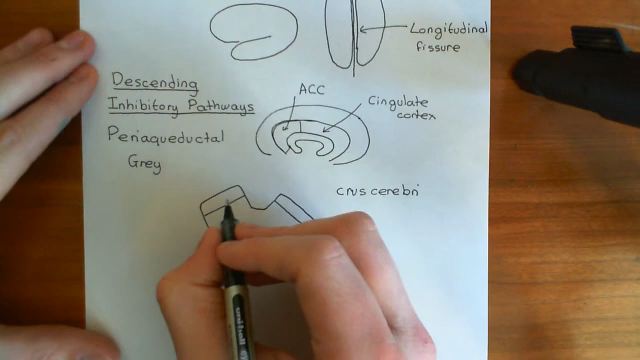 Longitudinal
fissure
Descending
Inhibitory Pathways
Periaqueductal
Grey
ACC
Cingulate
cortex
crus cerebri